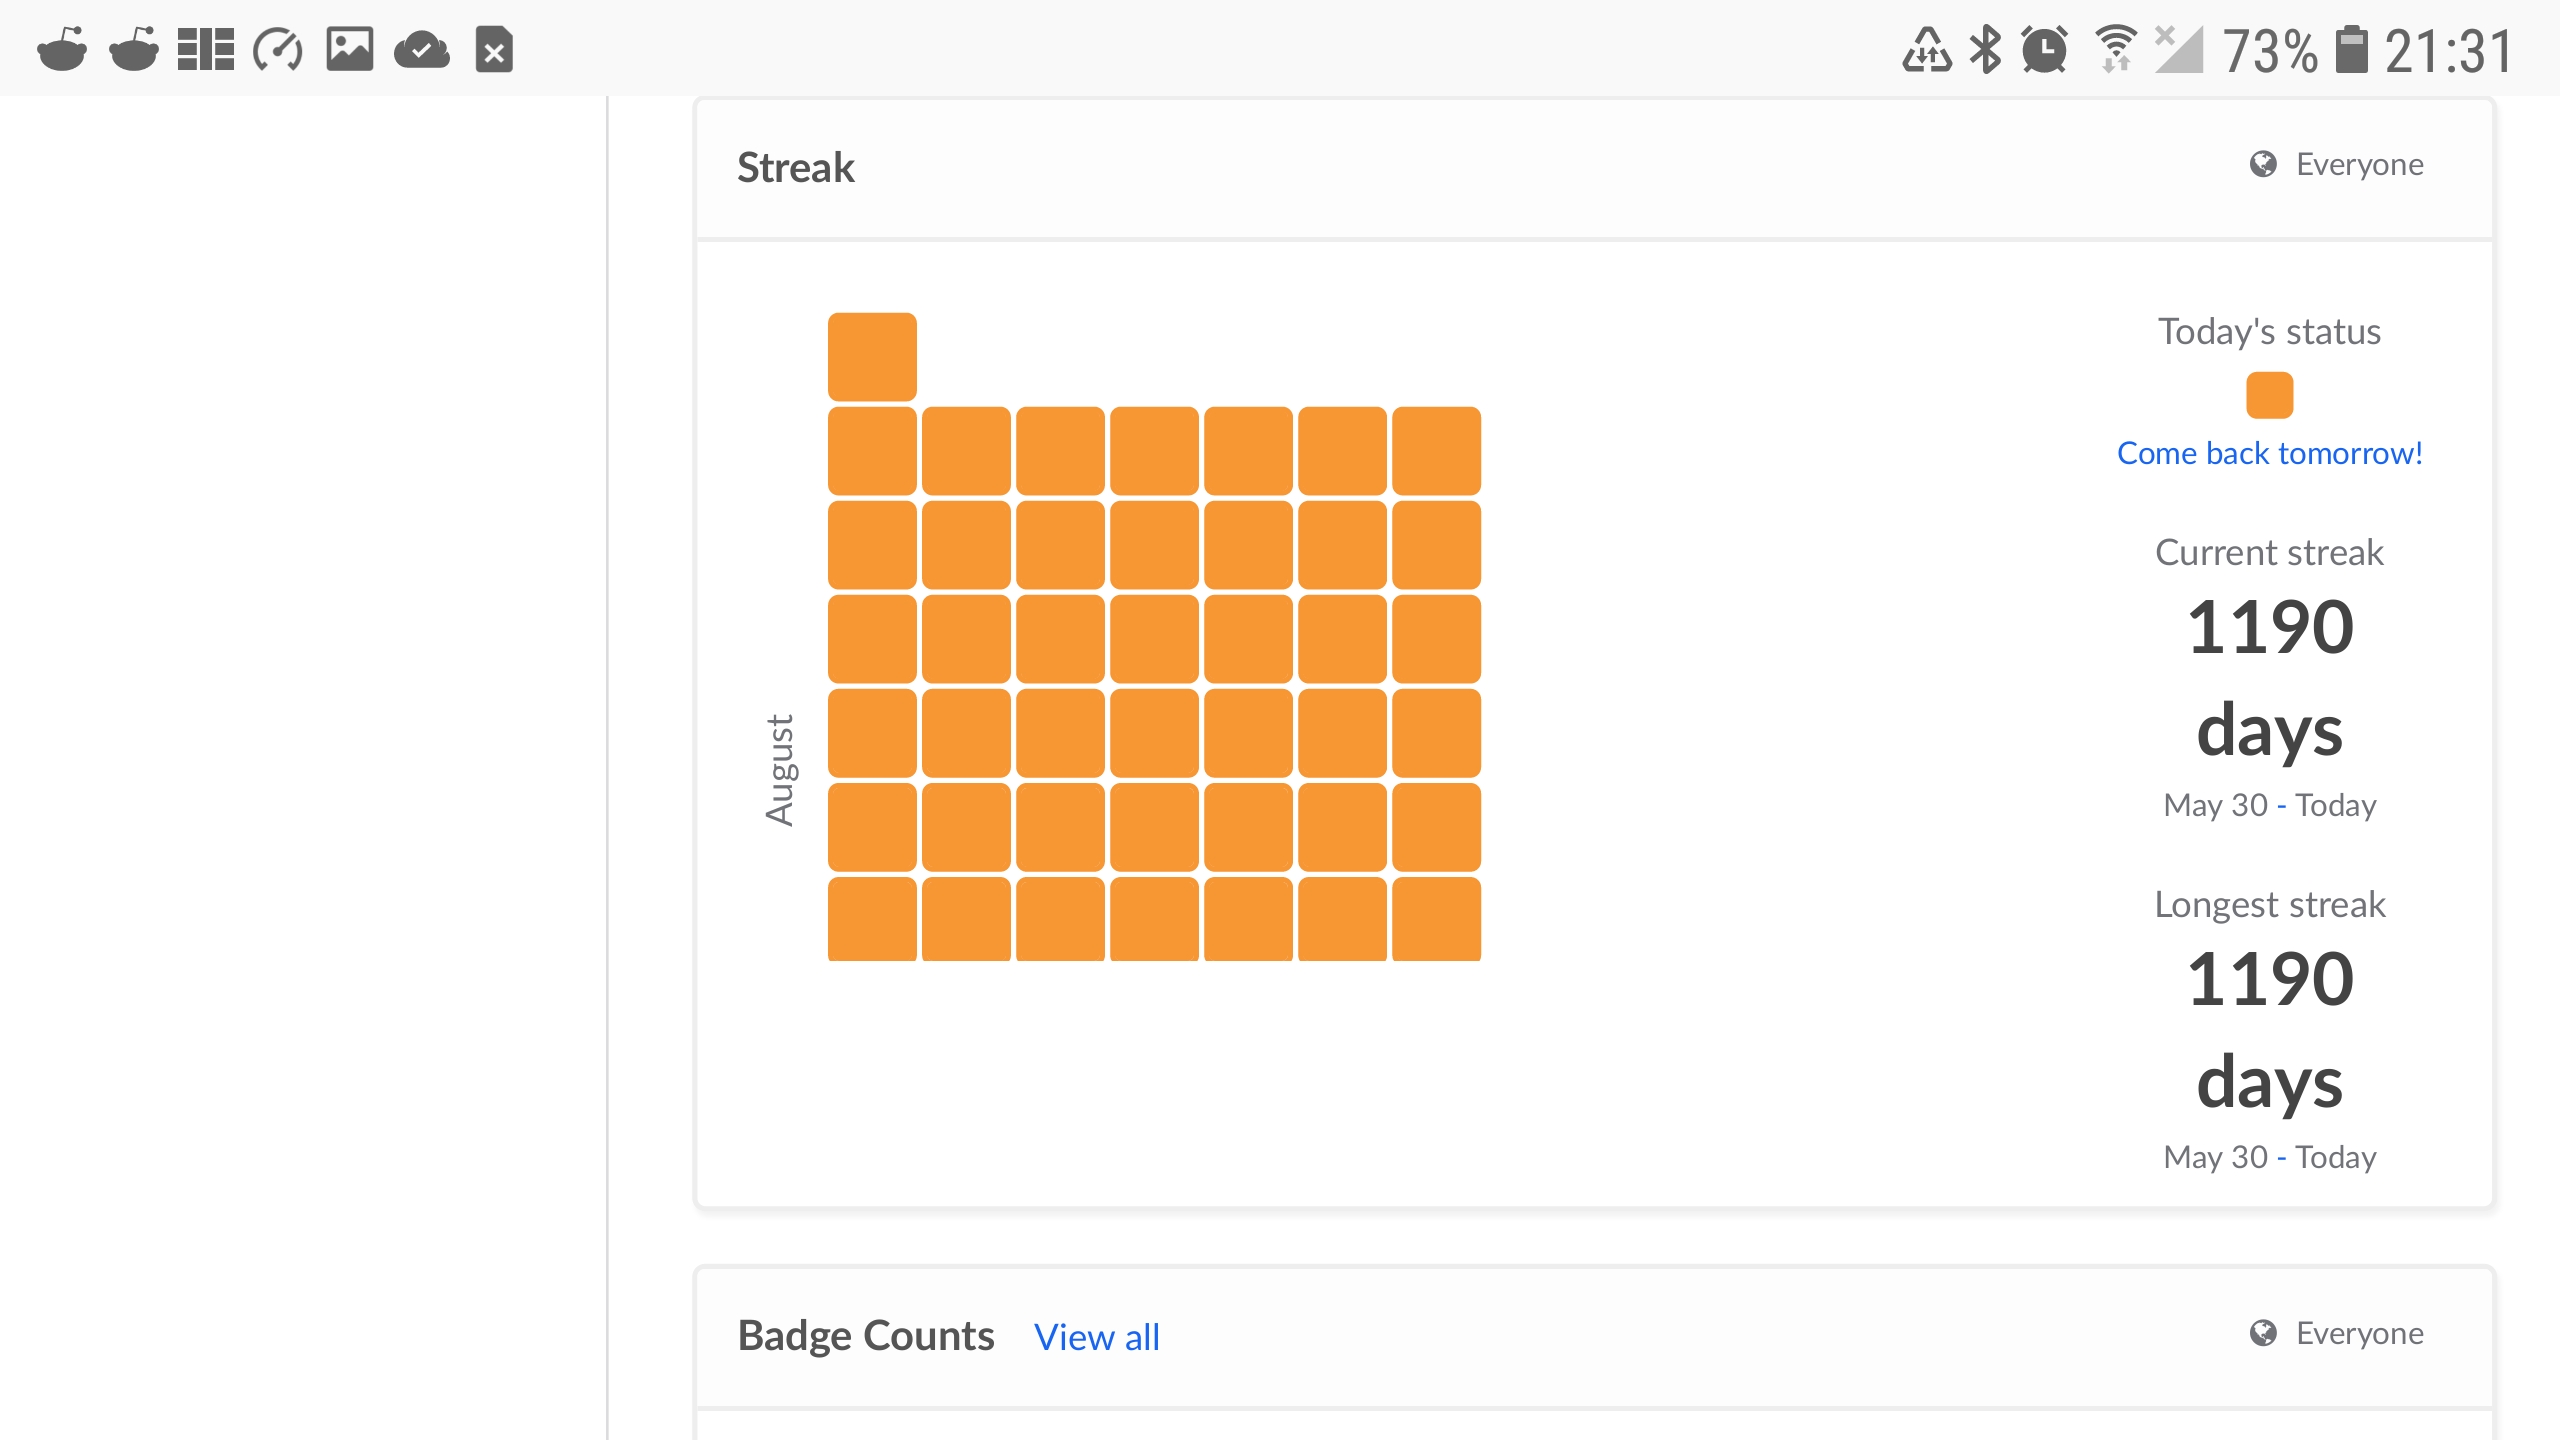 73% 21:31
Streak
Everyone
Today's status
Come back tomorrow!
August
Current streak
1190
days
May 30 - Today
Longest streak
1190
days
May 30 - Today
Badge Counts View all
Everyone